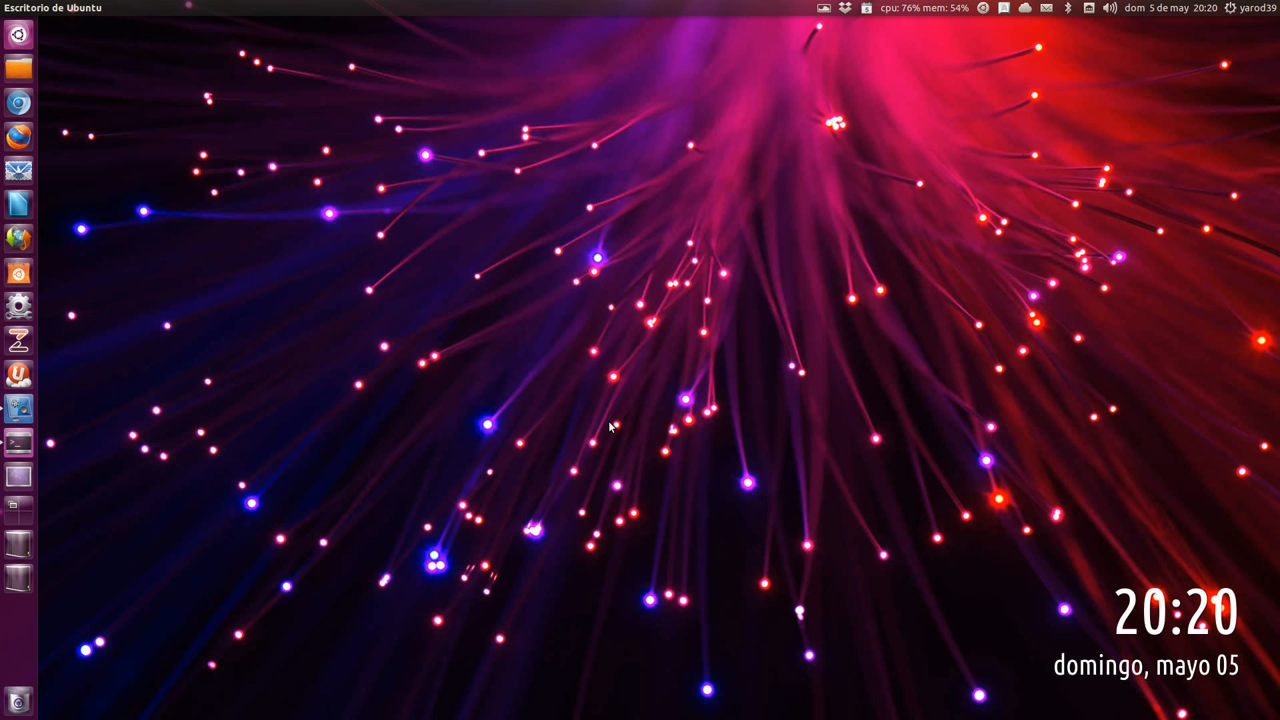 Escritorio de Ubuntu
cpu: 76% mem: 54%
dom 5 de may 20:20
yarod39
20:20
domingo, mayo 05